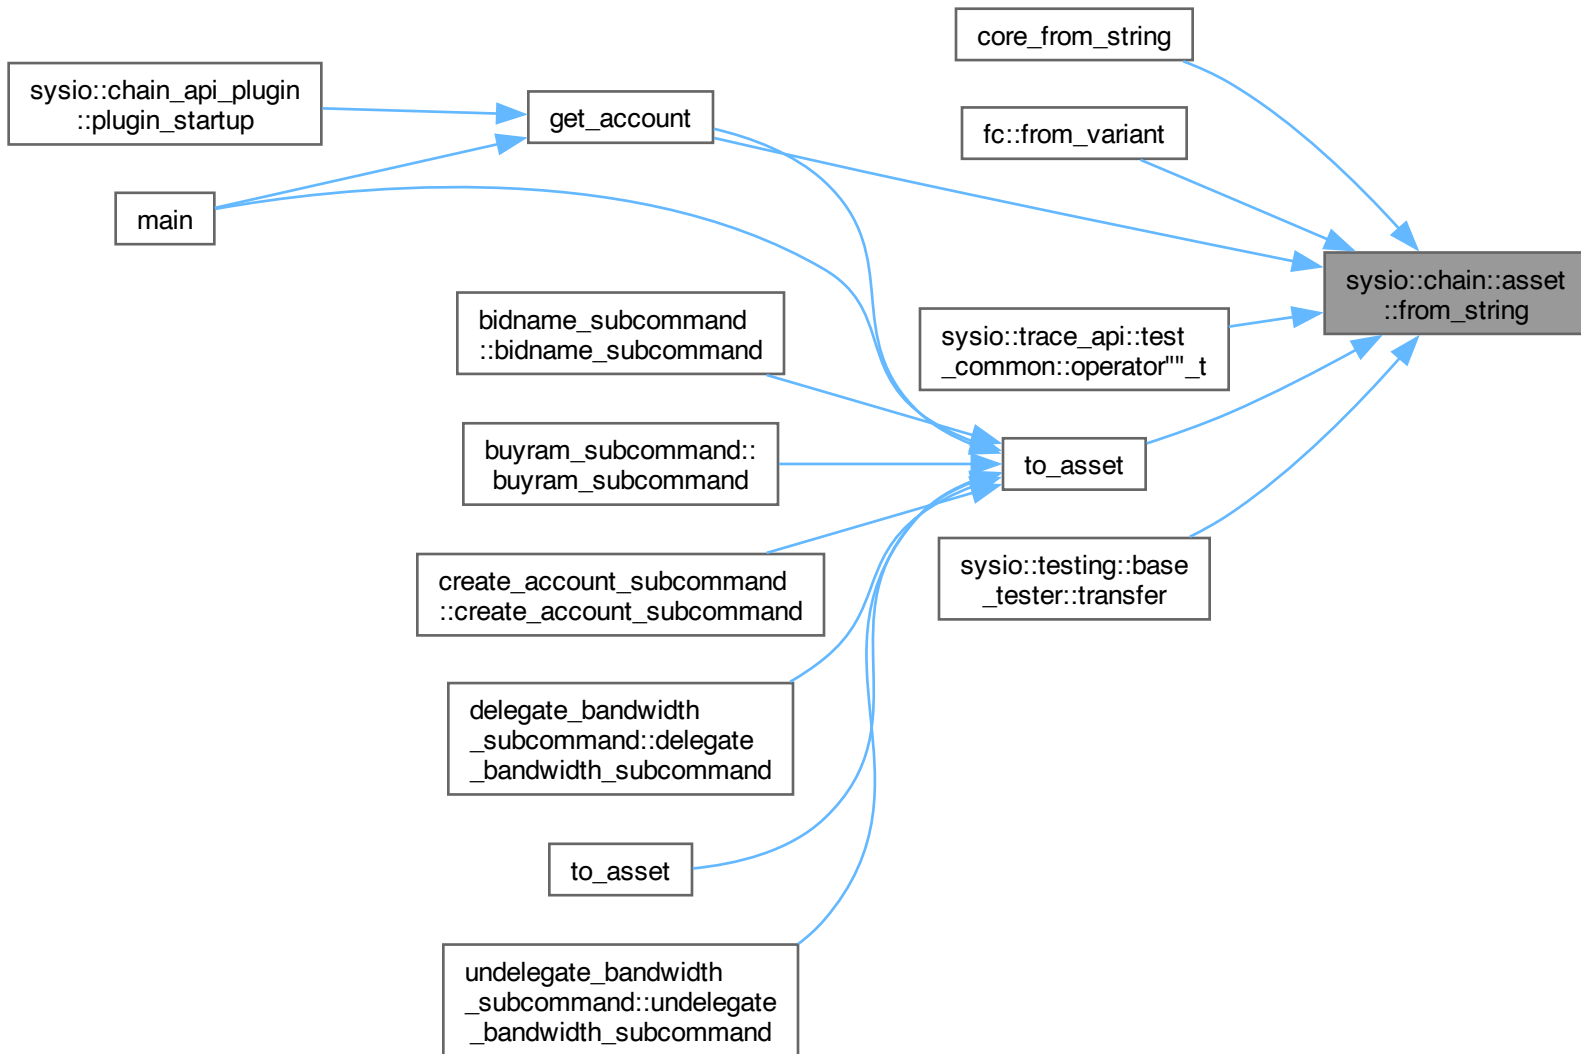 core_from_string
sysio::chain_api_plugin
::plugin_startup
get_account
fc::from_variant
main
sysio::chain::asset
::from_string
bidname_subcommand
::bidname_subcommand
sysio::trace_api::test
_common::operator""_t
buyram_subcommand::
buyram_subcommand
to_asset
create_account_subcommand
::create_account_subcommand
sysio::testing::base
_tester::transfer
delegate_bandwidth
_subcommand::delegate
_bandwidth_subcommand
to_asset
undelegate_bandwidth
_subcommand::undelegate
_bandwidth_subcommand